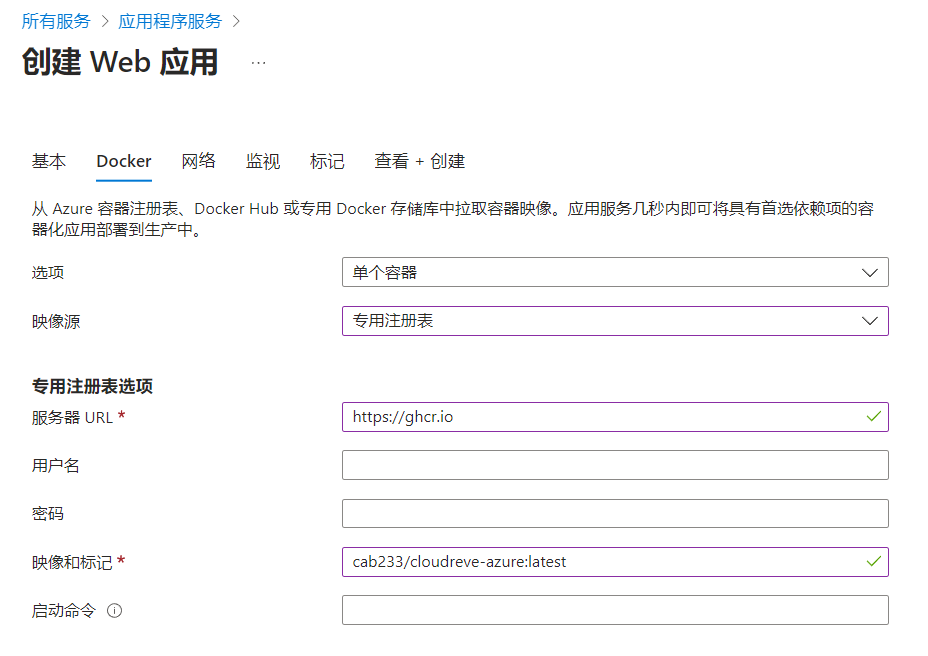 所有服务 > 应用程序服务 >
创建 Web 应用 ...
基本 Docker 网络 监视 标记 查看 + 创建
从 Azure 容器注册表、Docker Hub 或专用 Docker 存储库中拉取容器映像。应用服务几秒内即可将具有首选依赖项的容
器化应用部署到生产中。
选项 单个容器
映像源 专用注册表
专用注册表选项
服务器 URL * https://ghcr.io
用户名
密码
映像和标记 * cab233/cloudreve-azure:latest
启动命令